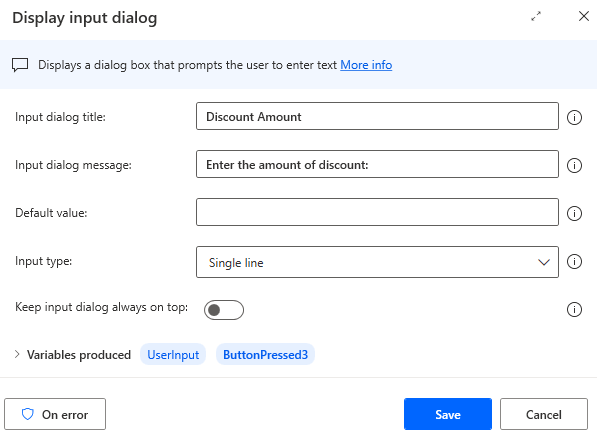 Display input dialog
Displays a dialog box that prompts the user to enter text More info
Input dialog title: Discount Amount
Input dialog message: Enter the amount of discount:
Default value:
Input type: Single line
Keep input dialog always on top:
Variables produced UserInput ButtonPressed3
On error Save Cancel